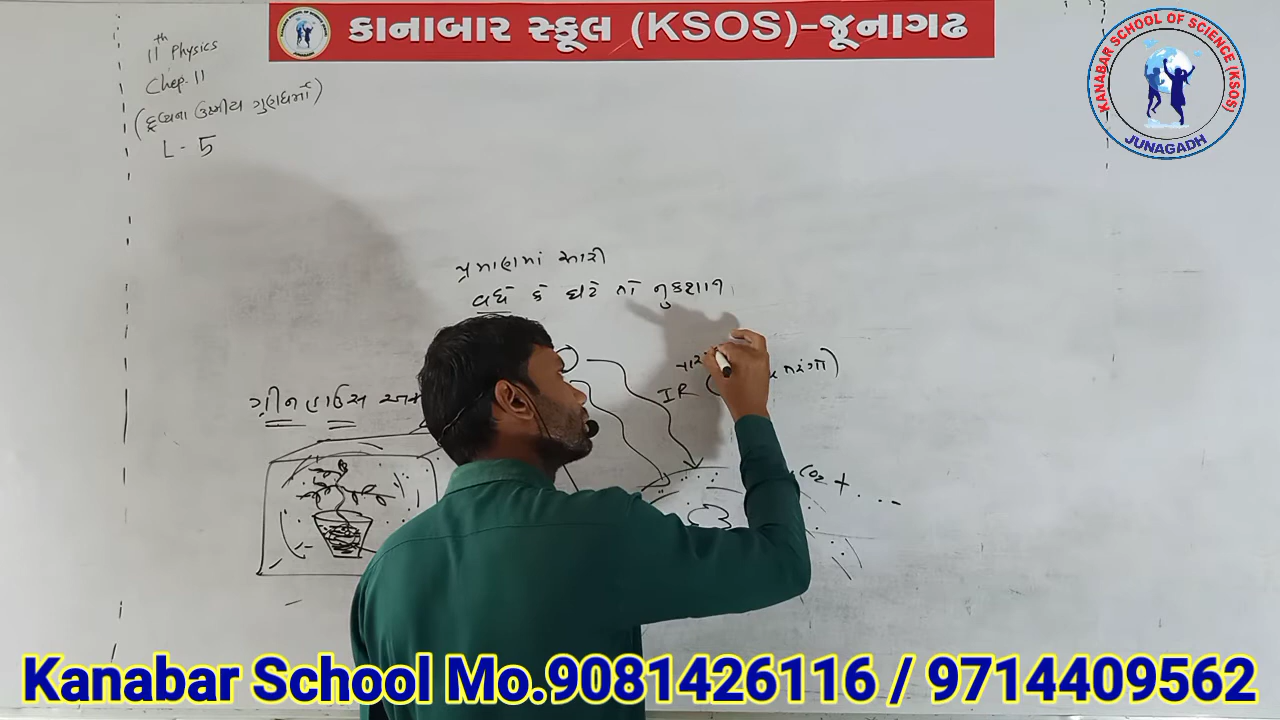 કાનાબાર સ્કૂલ (KSOS)-જૂનાગઢ
KANABAR SCHOOL OF SCIENCE (KSOS)
JUNAGADH
11th Physics
Chep-11
(દ્રવ્યના ઉષ્મીય ગુણધર્મો)
L-5
પ્રમાણમાં સારી
વધે કે ઘટે તો નુકશાન
ગ્રીન હાઉસ
IR (
તરંગો)
CO2 + ...
Kanabar School Mo.9081426116 / 9714409562